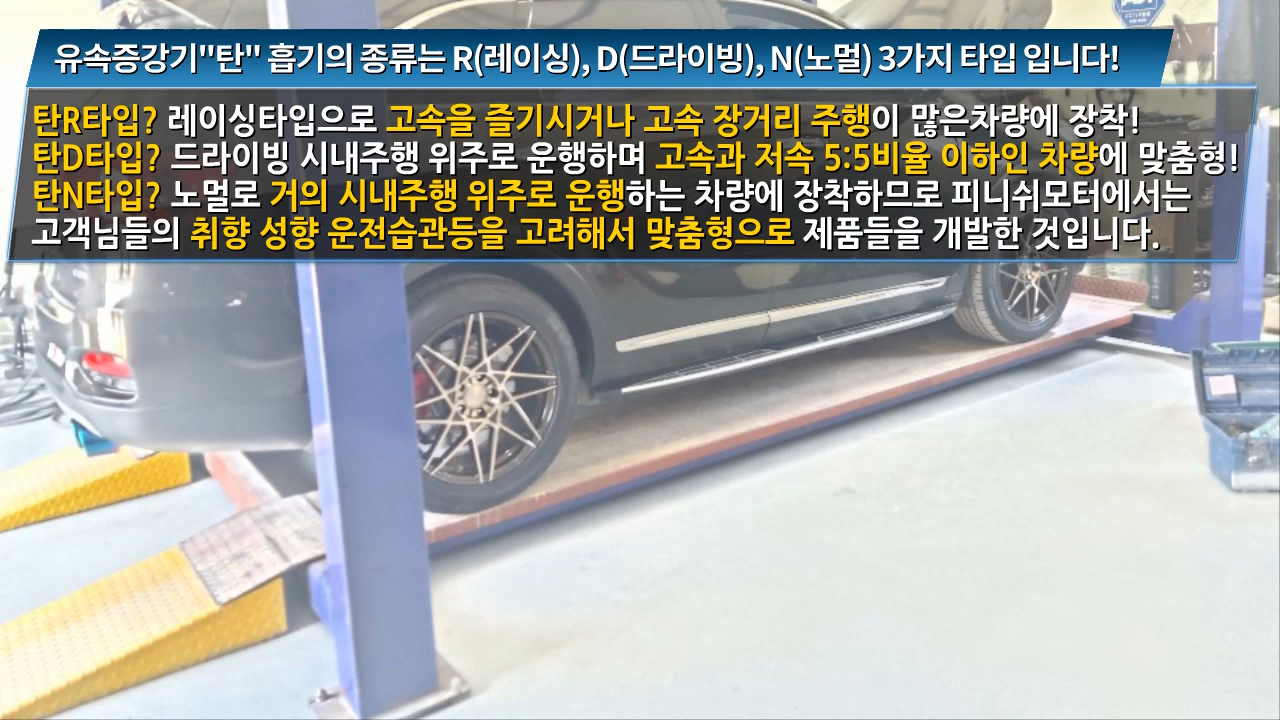 유속증강기"탄" 흡기의 종류는 R(레이싱), D(드라이빙), N(노멀) 3가지 타입 입니다!
탄R타입? 레이싱타입으로 고속을 즐기시거나 고속 장거리 주행이 많은차량에 장착!
탄D타입? 드라이빙 시내주행 위주로 운행하며 고속과 저속 5:5비율 이하인 차량에 맞춤형!
탄N타입? 노멀로 거의 시내주행 위주로 운행하는 차량에 장착하므로 피니쉬모터에서는
고객님들의 취향 성향 운전습관등을 고려해서 맞춤형으로 제품들을 개발한 것입니다.